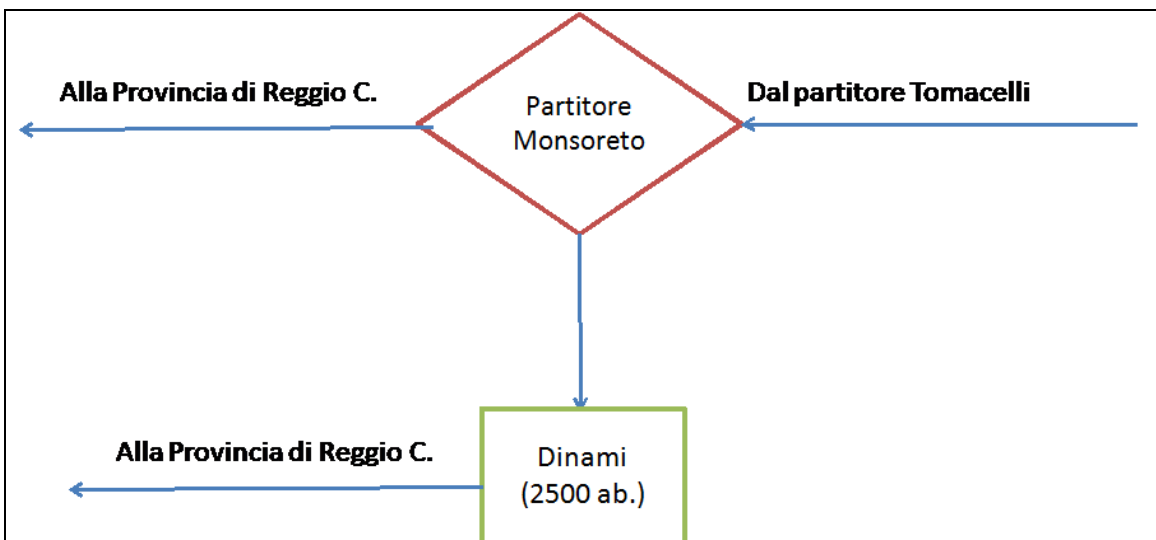 Alla Provincia di Reggio C.
Partitore
Monsoreto
Dal partitore Tomacelli
Alla Provincia di Reggio C.
Dinami
(2500 ab.)